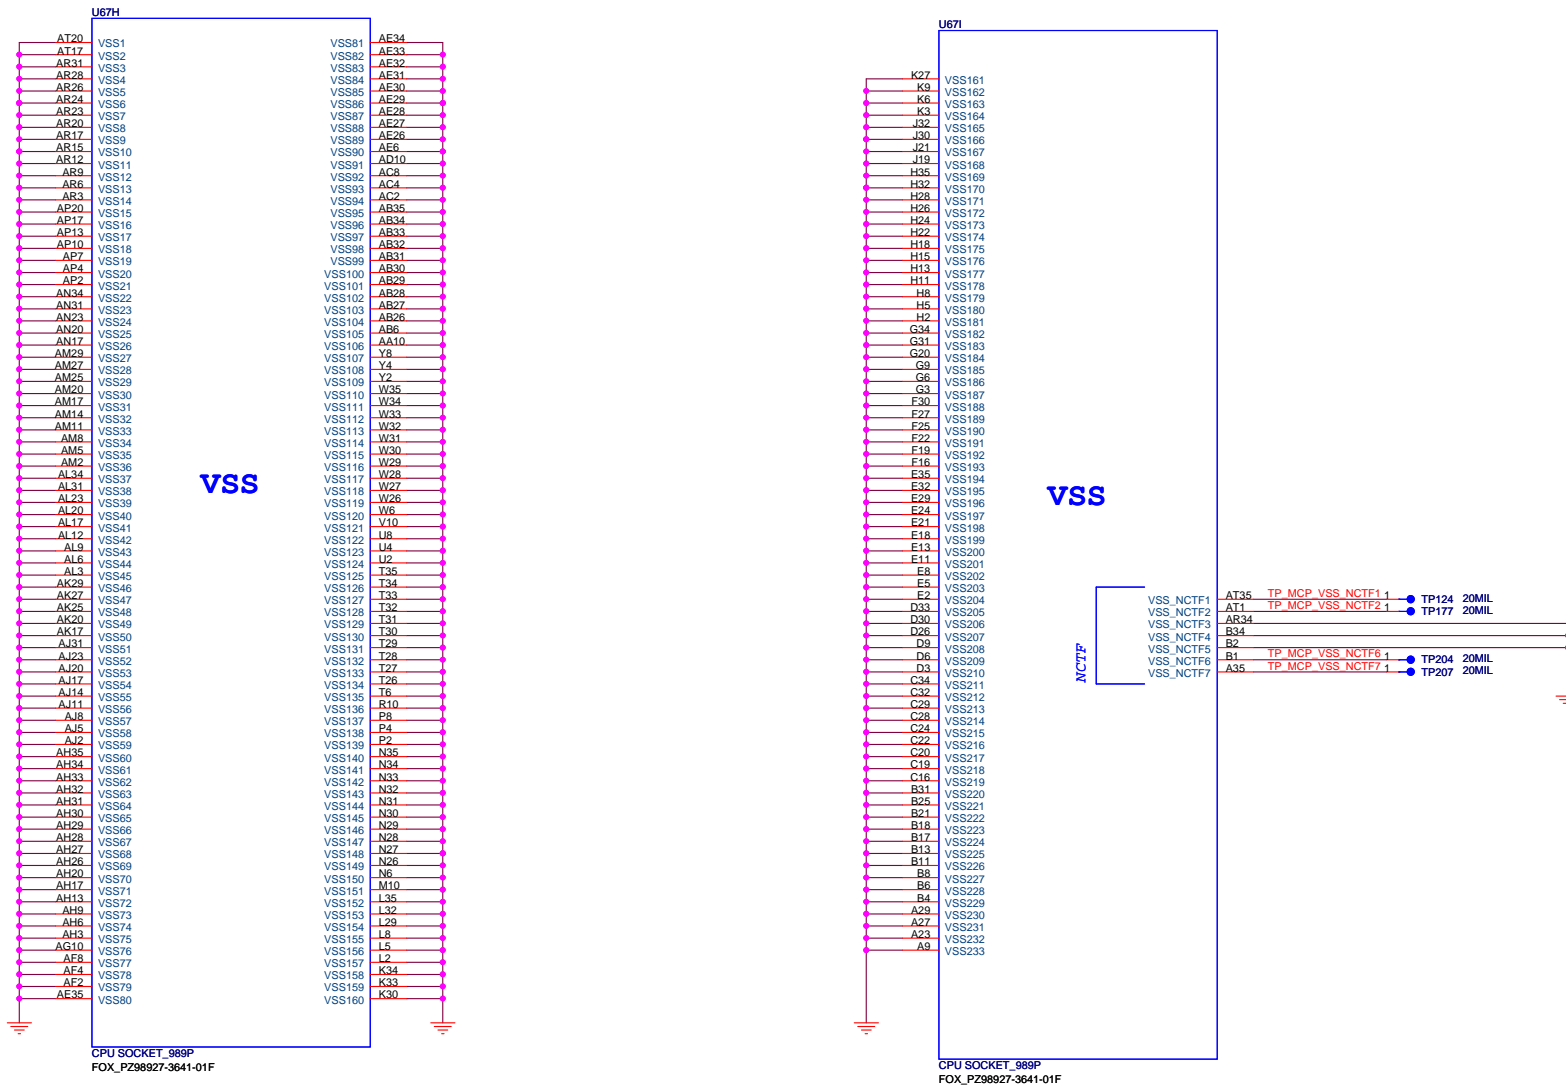 U67H
AT20 VSS1 VSS81 AE34
AT17 VSS2 VSS82 AE33
AR31 VSS3 VSS83 AE32
AR28 VSS4 VSS84 AE31
AR26 VSS5 VSS85 AE30
AR24 VSS6 VSS86 AE29
AR23 VSS7 VSS87 AE28
AR20 VSS8 VSS88 AE27
AR17 VSS9 VSS89 AE26
AR15 VSS10 VSS90 AE6
AR12 VSS11 VSS91 AD10
AR9 VSS12 VSS92 AC8
AR6 VSS13 VSS93 AC4
AR3 VSS14 VSS94 AC2
AP20 VSS15 VSS95 AB35
AP17 VSS16 VSS96 AB34
AP13 VSS17 VSS97 AB33
AP10 VSS18 VSS98 AB32
AP7 VSS19 VSS99 AB31
AP4 VSS20 VSS100 AB30
AP2 VSS21 VSS101 AB29
AN34 VSS22 VSS102 AB28
AN31 VSS23 VSS103 AB27
AN23 VSS24 VSS104 AB26
AN20 VSS25 VSS105 AB6
AN17 VSS26 VSS106 AA10
AM29 VSS27 VSS107 Y8
AM27 VSS28 VSS108 Y4
AM25 VSS29 VSS109 Y2
AM20 VSS30 VSS110 W35
AM17 VSS31 VSS111 W34
AM14 VSS32 VSS112 W33
AM11 VSS33 VSS113 W32
AM8 VSS34 VSS114 W31
AM5 VSS35 VSS115 W30
AM2 VSS36 VSS116 W29
AL34 VSS37 VSS117 W28
AL31 VSS38 VSS118 W27
AL23 VSS39 VSS119 W26
AL20 VSS40 VSS120 W6
AL17 VSS41 VSS121 V10
AL12 VSS42 VSS122 U8
AL9 VSS43 VSS123 U4
AL6 VSS44 VSS124 U2
AL3 VSS45 VSS125 T35
AK29 VSS46 VSS126 T34
AK27 VSS47 VSS127 T33
AK25 VSS48 VSS128 T32
AK20 VSS49 VSS129 T31
AK17 VSS50 VSS130 T30
AJ31 VSS51 VSS131 T29
AJ23 VSS52 VSS132 T28
AJ20 VSS53 VSS133 T27
AJ17 VSS54 VSS134 T26
AJ14 VSS55 VSS135 T6
AJ11 VSS56 VSS136 R10
AJ8 VSS57 VSS137 P8
AJ5 VSS58 VSS138 P4
AJ2 VSS59 VSS139 P2
AH35 VSS60 VSS140 N35
AH34 VSS61 VSS141 N34
AH33 VSS62 VSS142 N33
AH32 VSS63 VSS143 N32
AH31 VSS64 VSS144 N31
AH30 VSS65 VSS145 N30
AH29 VSS66 VSS146 N29
AH28 VSS67 VSS147 N28
AH27 VSS68 VSS148 N27
AH26 VSS69 VSS149 N26
AH20 VSS70 VSS150 N6
AH17 VSS71 VSS151 M10
AH13 VSS72 VSS152 L35
AH9 VSS73 VSS153 L32
AH6 VSS74 VSS154 L29
AH3 VSS75 VSS155 L8
AG10 VSS76 VSS156 L5
AF8 VSS77 VSS157 L2
AF4 VSS78 VSS158 K34
AF2 VSS79 VSS159 K33
AE35 VSS80 VSS160 K30
VSS
CPU SOCKET_989P
FOX_PZ98927-3641-01F
U67I
K27 VSS161
K9 VSS162
K6 VSS163
K3 VSS164
J32 VSS165
J30 VSS166
J21 VSS167
J19 VSS168
H35 VSS169
H32 VSS170
H28 VSS171
H26 VSS172
H24 VSS173
H22 VSS174
H18 VSS175
H15 VSS176
H13 VSS177
H11 VSS178
H8 VSS179
H5 VSS180
H2 VSS181
G34 VSS182
G31 VSS183
G20 VSS184
G9 VSS185
G6 VSS186
G3 VSS187
F30 VSS188
F27 VSS189
F25 VSS190
F22 VSS191
F19 VSS192
F16 VSS193
E35 VSS194
E32 VSS195
E29 VSS196
E24 VSS197
E21 VSS198
E18 VSS199
E13 VSS200
E11 VSS201
E8 VSS202
E5 VSS203
E2 VSS204
D33 VSS205
D30 VSS206
D26 VSS207
D9 VSS208
D6 VSS209
D3 VSS210
C34 VSS211
C32 VSS212
C29 VSS213
C28 VSS214
C24 VSS215
C22 VSS216
C20 VSS217
C19 VSS218
C16 VSS219
B31 VSS220
B25 VSS221
B21 VSS222
B18 VSS223
B17 VSS224
B13 VSS225
B11 VSS226
B8 VSS227
B6 VSS228
B4 VSS229
A29 VSS230
A27 VSS231
A23 VSS232
A9 VSS233
VSS
NCTF
VSS_NCTF1 AT35 TP_MCP_VSS_NCTF1 1 TP124 20MIL
VSS_NCTF2 AT1 TP_MCP_VSS_NCTF2 1 TP177 20MIL
VSS_NCTF3 AR34
VSS_NCTF4 B34
VSS_NCTF5 B2
VSS_NCTF6 B1 TP_MCP_VSS_NCTF6 1 TP204 20MIL
VSS_NCTF7 A35 TP_MCP_VSS_NCTF7 1 TP207 20MIL
CPU SOCKET_989P
FOX_PZ98927-3641-01F